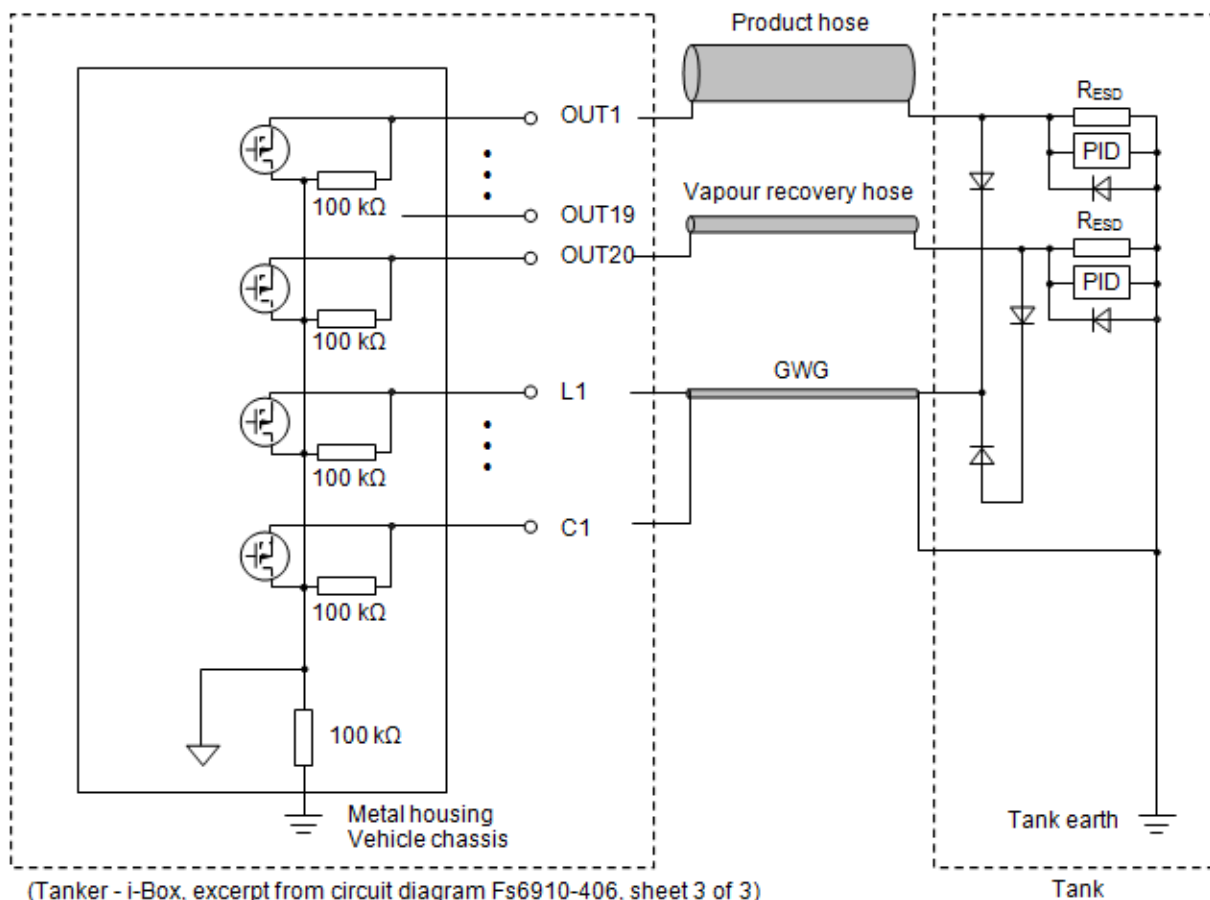 Product hose
OUT1
R_ESD
PID
100 kΩ
Vapour recovery hose
OUT19
R_ESD
OUT20
PID
100 kΩ
GWG
L1
100 kΩ
C1
100 kΩ
100 kΩ
Metal housing
Vehicle chassis
Tank earth
(Tanker - i-Box, excerpt from circuit diagram Fs6910-406, sheet 3 of 3)
Tank